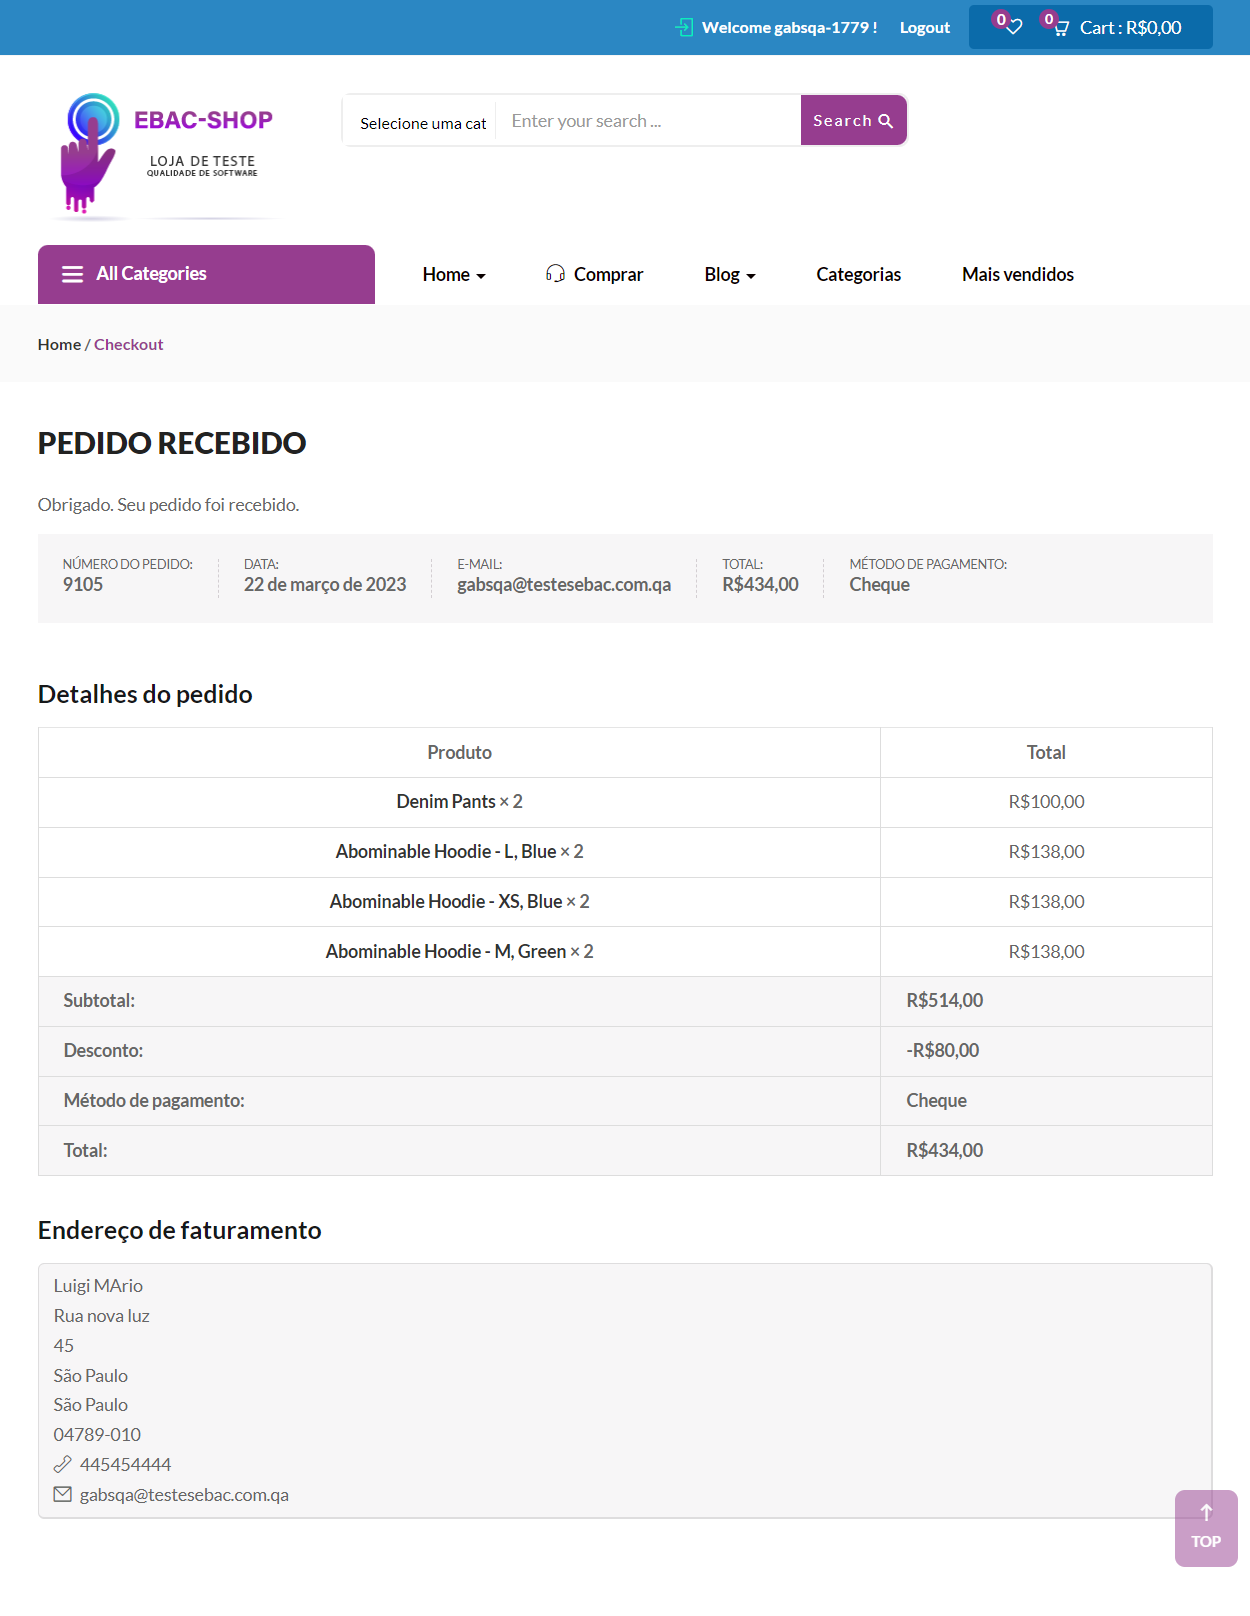 Welcome gabsqa-1779 ! Logout 0 0 Cart : R$0,00
EBAC-SHOP
LOJA DE TESTE
QUALIDADE DE SOFTWARE
Selecione uma cat Enter your search ... Search
All Categories Home Comprar Blog Categorias Mais vendidos
Home / Checkout
PEDIDO RECEBIDO
Obrigado. Seu pedido foi recebido.
NÚMERO DO PEDIDO: DATA: E-MAIL: TOTAL: MÉTODO DE PAGAMENTO:
9105 22 de março de 2023 gabsqa@testesebac.com.qa R$434,00 Cheque
Detalhes do pedido
Produto Total
Denim Pants × 2 R$100,00
Abominable Hoodie - L, Blue × 2 R$138,00
Abominable Hoodie - XS, Blue × 2 R$138,00
Abominable Hoodie - M, Green × 2 R$138,00
Subtotal: R$514,00
Desconto: -R$80,00
Método de pagamento: Cheque
Total: R$434,00
Endereço de faturamento
Luigi MArio
Rua nova luz
45
São Paulo
São Paulo
04789-010
445454444
gabsqa@testesebac.com.qa
TOP